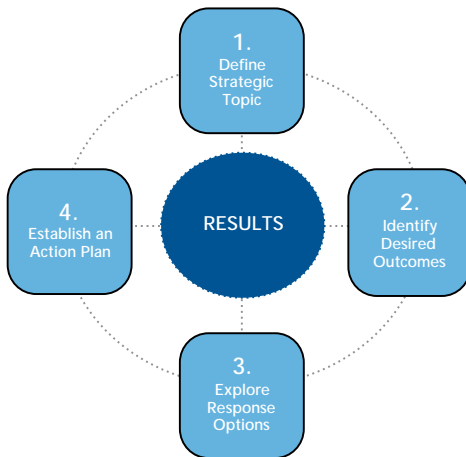 1.
Define
Strategic
Topic
RESULTS
2.
Identify
Desired
Outcomes
3.
Explore
Response
Options
4.
Establish an
Action Plan